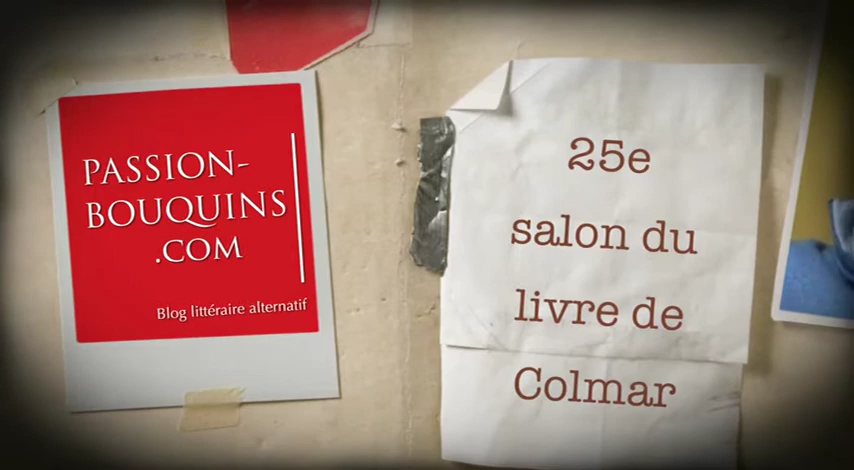 PASSION-
BOUQUINS
.COM
Blog littéraire alternatif
25e
salon du
livre de
Colmar